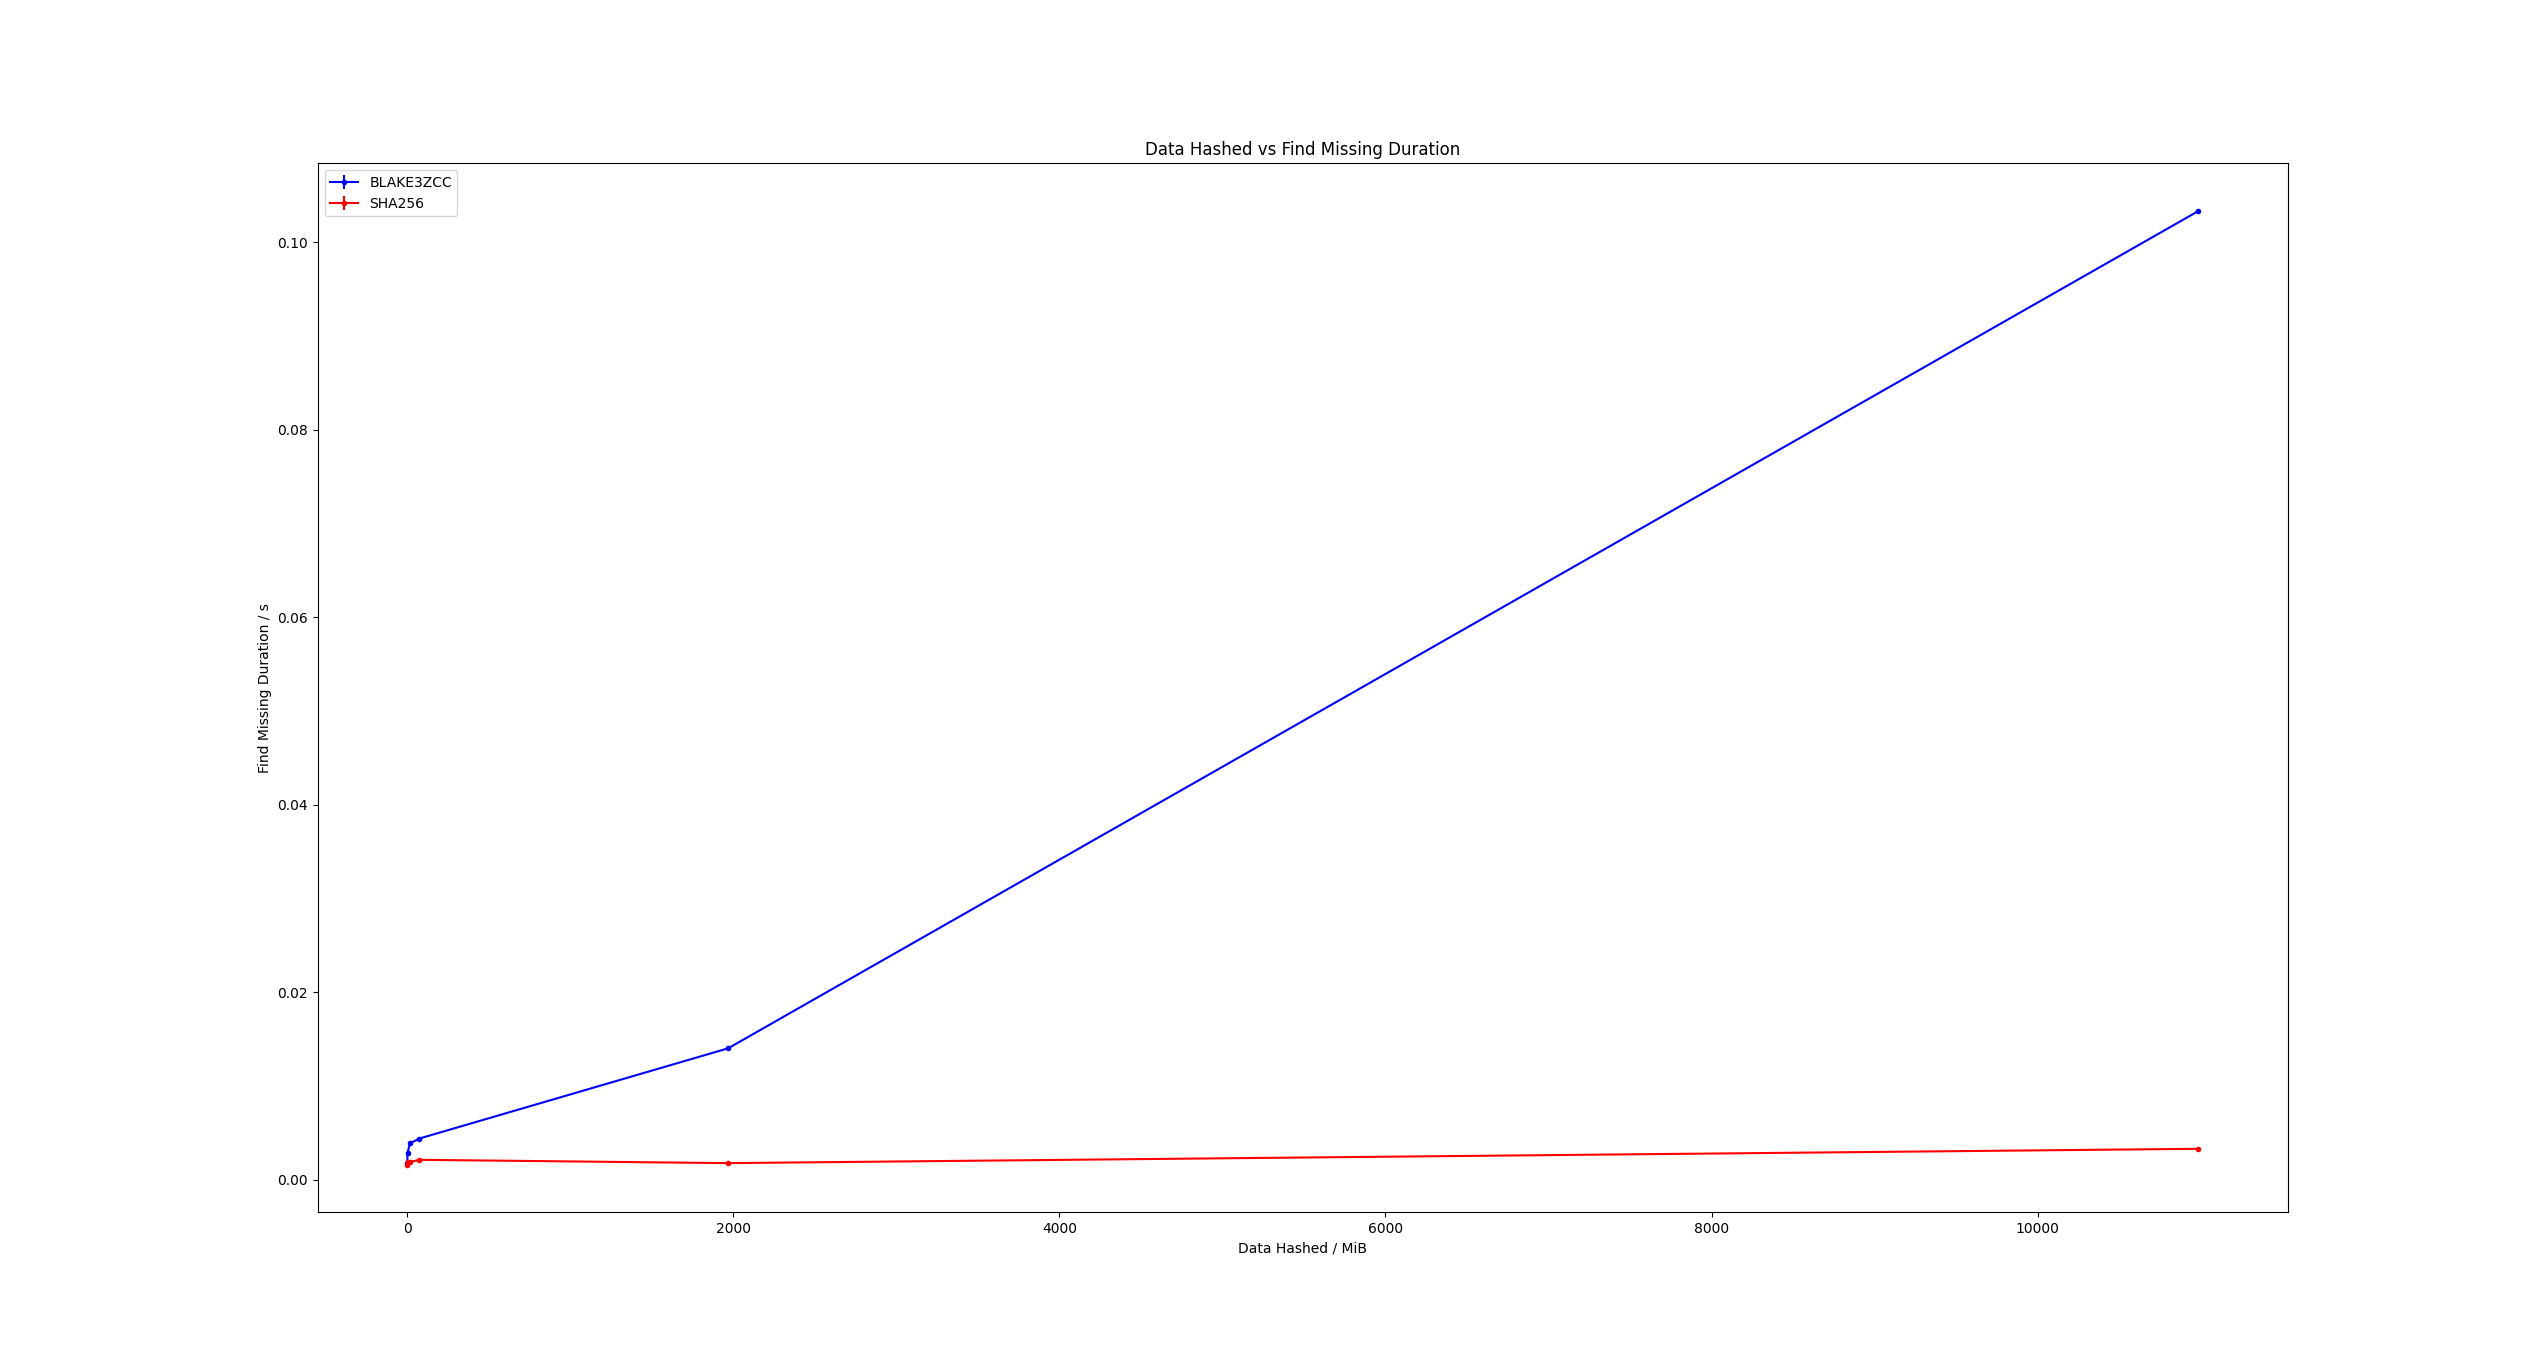 Data Hashed vs Find Missing Duration
BLAKE3ZCC
SHA256
0.10
0.08
0.06
0.04
0.02
0.00
Find Missing Duration / s
0
2000
4000
6000
8000
10000
Data Hashed / MiB